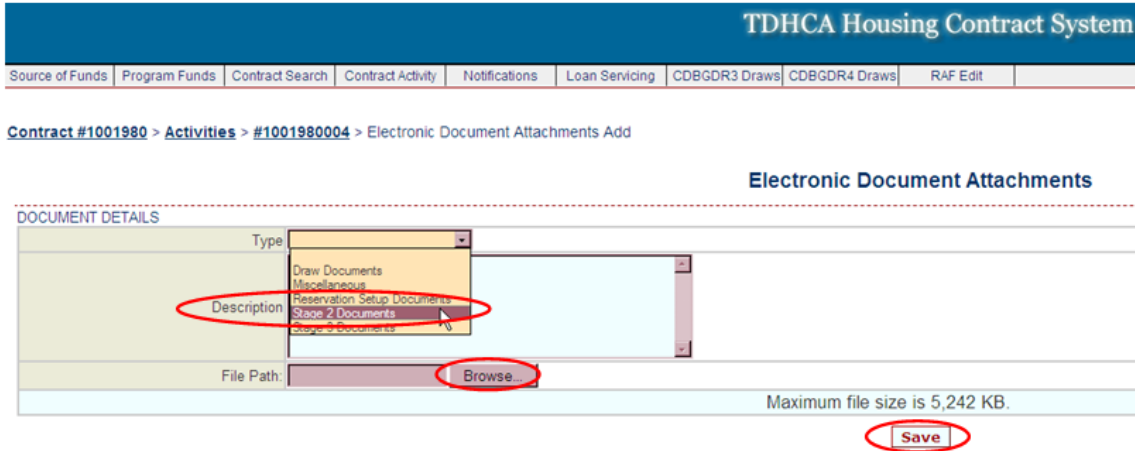 TDHCA Housing Contract System
Source of Funds Program Funds Contract Search Contract Activity Notifications Loan Servicing CDBGDR3 Draws CDBGDR4 Draws RAF Edit
Contract #1001980 > Activities > #1001980004 > Electronic Document Attachments Add
Electronic Document Attachments
DOCUMENT DETAILS
Type
Draw Documents
Miscellaneous
Reservation Setup Documents
Description
Stage 2 Documents
Stage 3 Documents
File Path: Browse...
Maximum file size is 5,242 KB.
Save